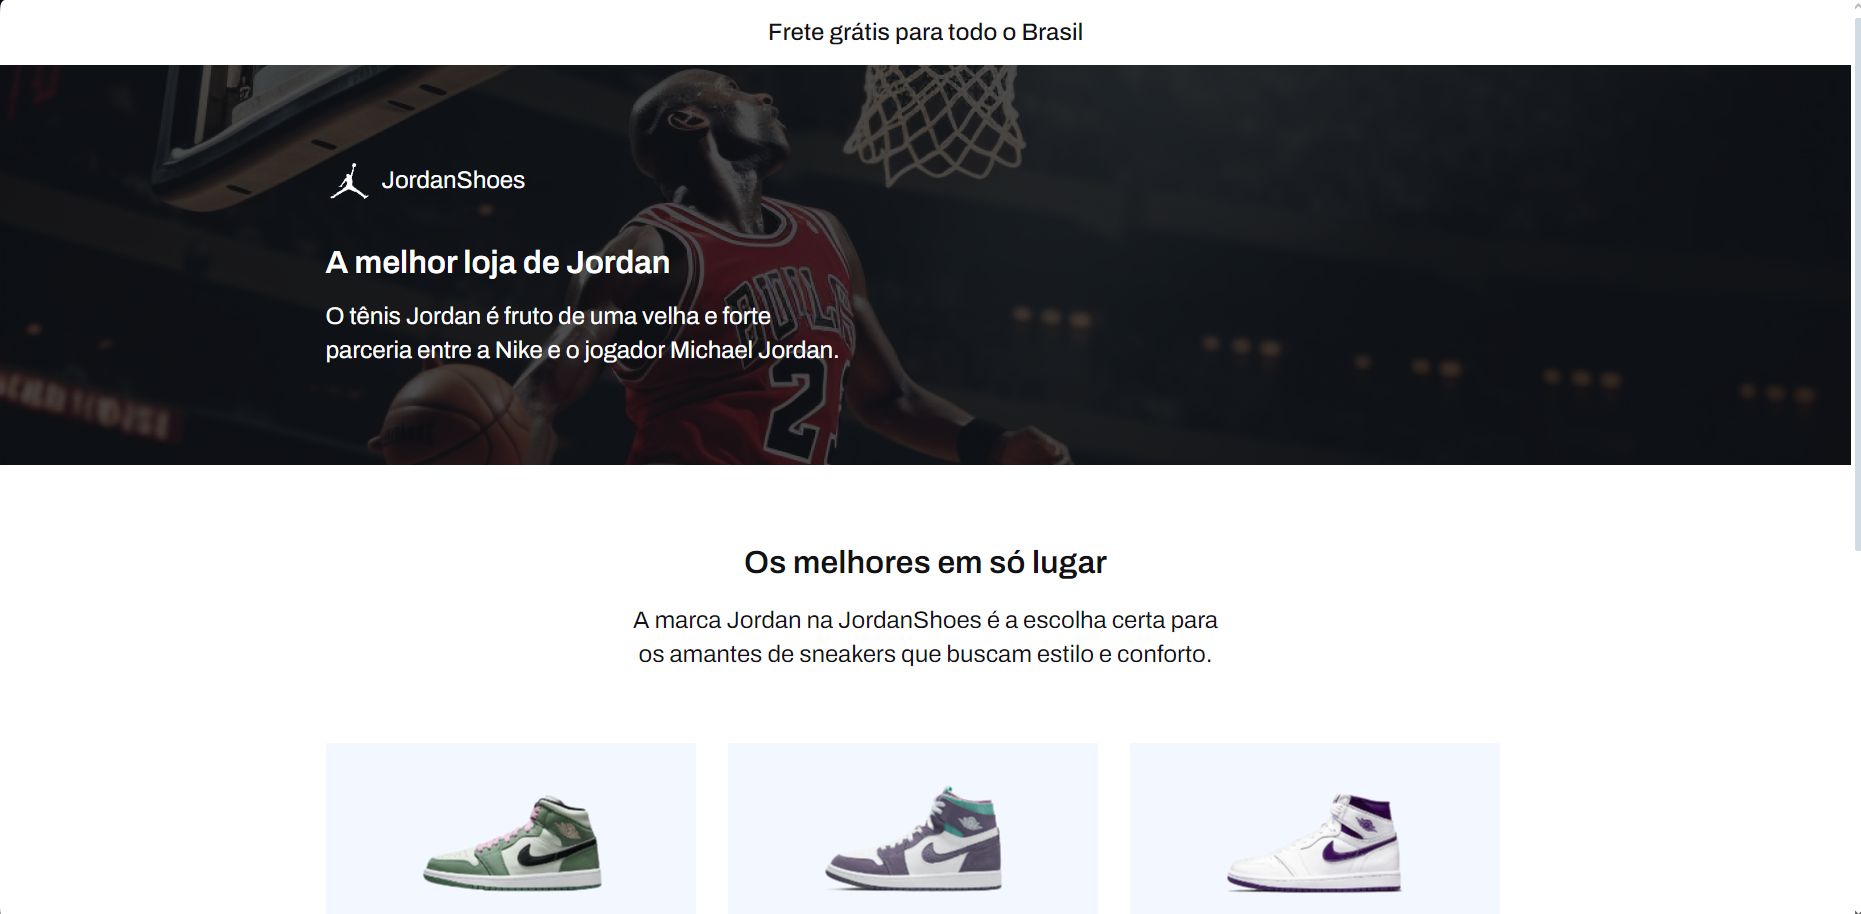 Frete grátis para todo o Brasil
JordanShoes
A melhor loja de Jordan
O tênis Jordan é fruto de uma velha e forte
parceria entre a Nike e o jogador Michael Jordan.
BULLS
2
Os melhores em só lugar
A marca Jordan na JordanShoes é a escolha certa para
os amantes de sneakers que buscam estilo e conforto.